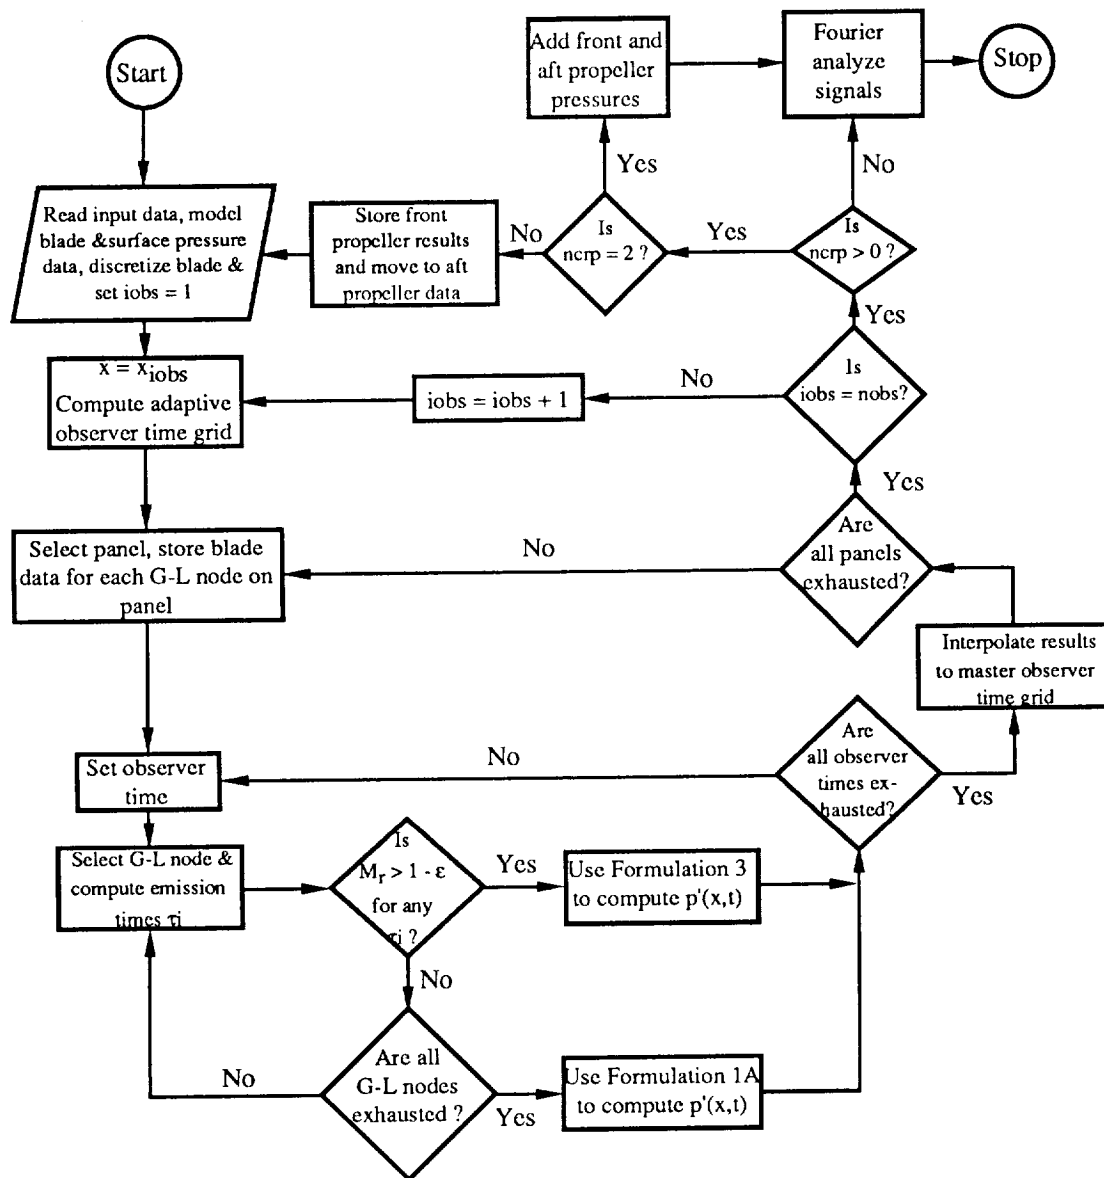 Start
Add front and
aft propeller
pressures
Fourier
analyze
signals
Stop
Yes
No
Read input data, model
blade &surface pressure
data, discretize blade &
set iobs = 1
Store front
propeller results
and move to aft
propeller data
No
Is
ncrp = 2 ?
Yes
Is
ncrp > 0 ?
Yes
x = xiobs
Compute adaptive
observer time grid
iobs = iobs + 1
No
Is
iobs = nobs?
Yes
Select panel, store blade
data for each G-L node on
panel
No
Are
all panels
exhausted?
Interpolate results
to master observer
time grid
Set observer
time
No
Are
all observer
times ex-
hausted?
Yes
Select G-L node &
compute emission
times τi
Is
Mr > 1 - ε
for any
τi ?
Yes
Use Formulation 3
to compute p'(x,t)
No
No
Are all
G-L nodes
exhausted ?
Yes
Use Formulation 1A
to compute p'(x,t)